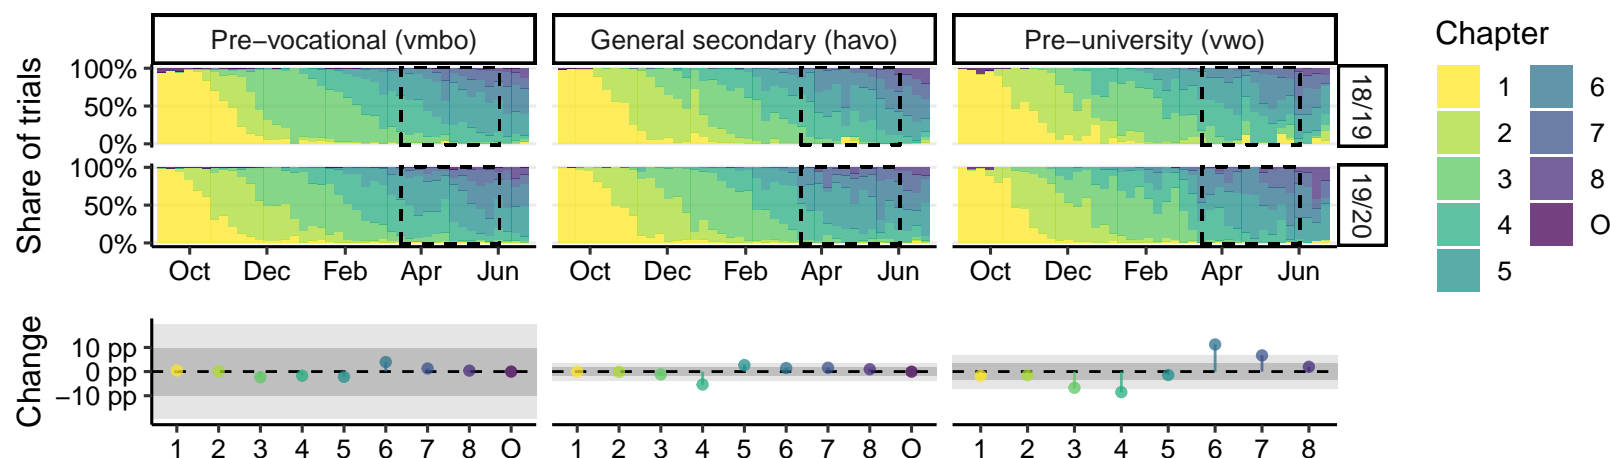 Pre−vocational (vmbo) General secondary (havo) Pre−university (vwo)
Chapter
Share of trials
100%
50%
0%
18/19
100%
50%
0%
19/20
Oct Dec Feb Apr Jun Oct Dec Feb Apr Jun Oct Dec Feb Apr Jun
1 6
2 7
3 8
4 O
5
Change
10 pp
0 pp
−10 pp
1 2 3 4 5 6 7 8 O 1 2 3 4 5 6 7 8 O 1 2 3 4 5 6 7 8